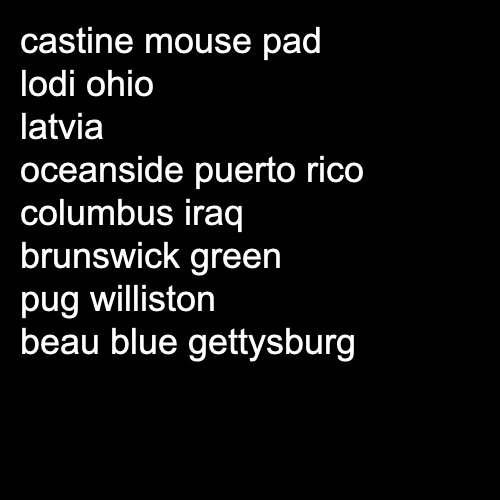 castine mouse pad
lodi ohio
latvia
oceanside puerto rico
columbus iraq
brunswick green
pug williston
beau blue gettysburg